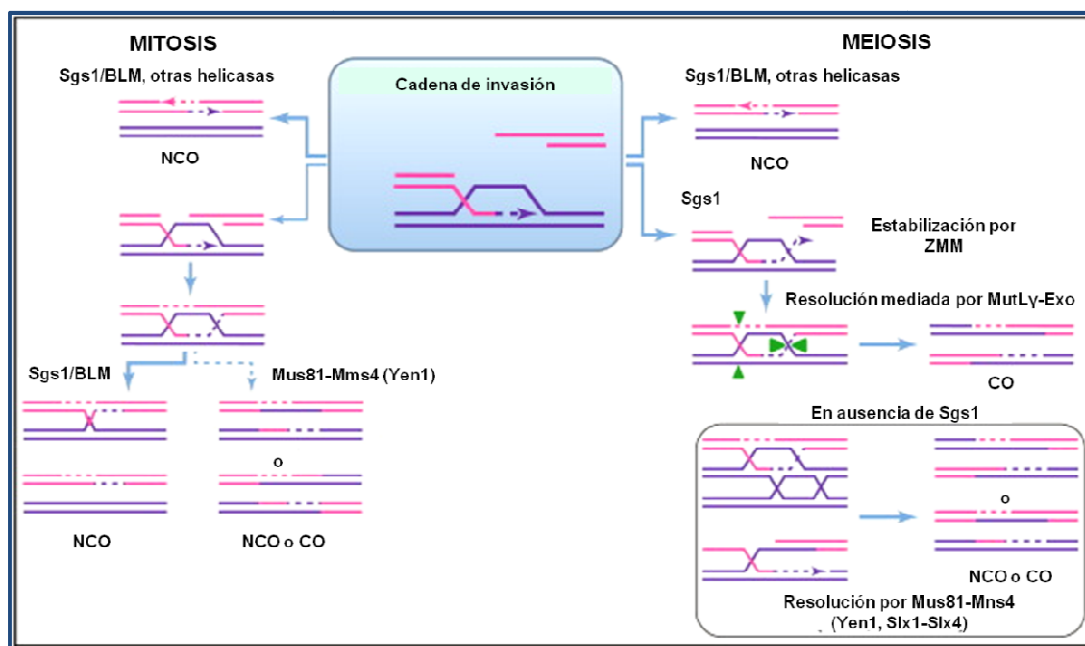 MITOSIS
Sgs1/BLM, otras helicasas
NCO
Sgs1/BLM
Mus81-Mms4 (Yen1)
o
NCO
NCO o CO
Cadena de invasión
MEIOSIS
Sgs1/BLM, otras helicasas
NCO
Sgs1
Estabilización por
ZMM
Resolución mediada por MutLγ-Exo
CO
En ausencia de Sgs1
o
NCO o CO
Resolución por Mus81-Mns4
(Yen1, Slx1-Slx4)